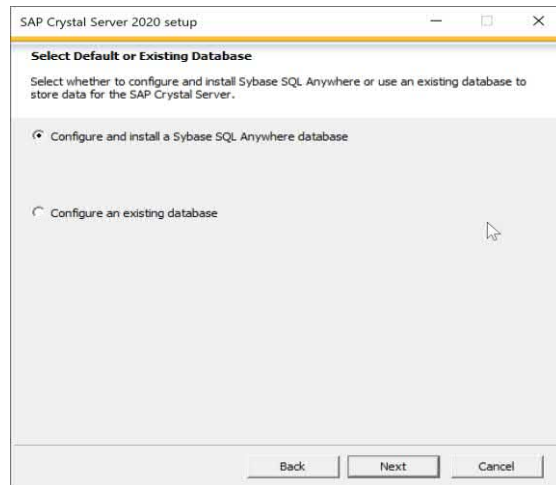 SAP Crystal Server 2020 setup
Select Default or Existing Database
Select whether to configure and install Sybase SQL Anywhere or use an existing database to
store data for the SAP Crystal Server.
Configure and install a Sybase SQL Anywhere database
Configure an existing database
Back Next Cancel